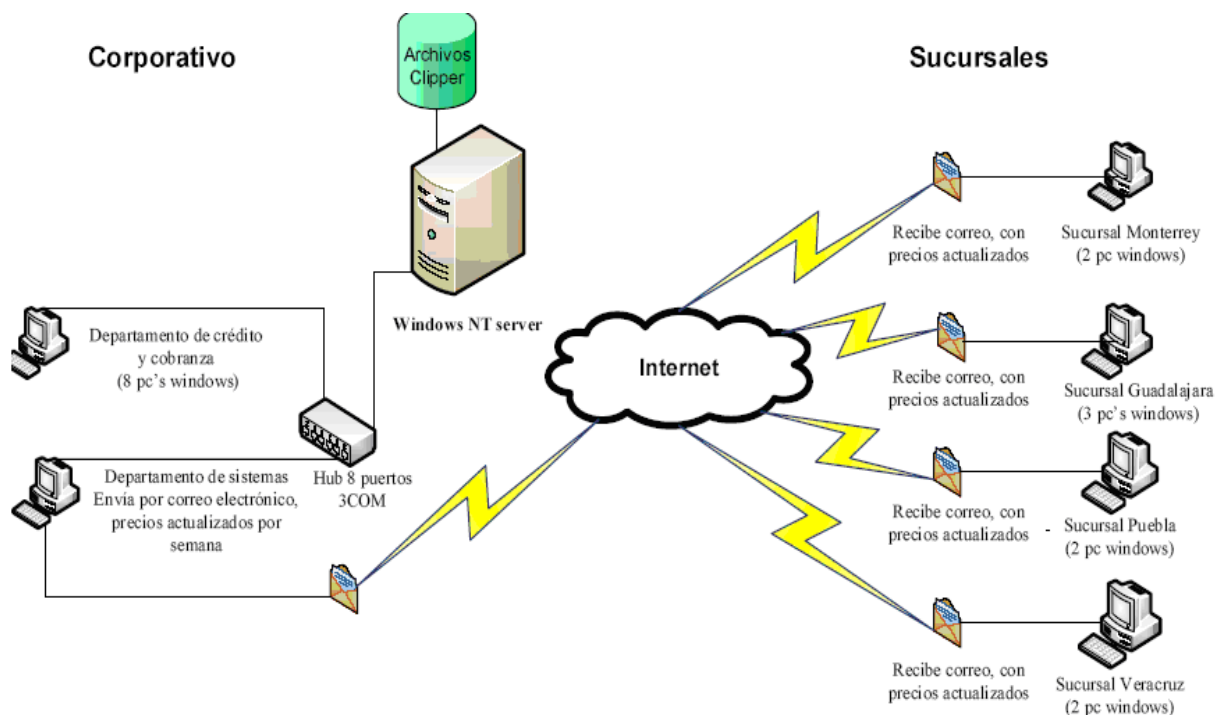 Corporativo
Archivos
Clipper
Sucursales
Windows NT server
Departamento de crédito
y cobranza
(8 pc's windows)
Hub 8 puertos
3COM
Departamento de sistemas
Envía por correo electrónico,
precios actualizados por
semana
Internet
Recibe correo, con
precios actualizados
Sucursal Monterrey
(2 pc windows)
Recibe correo, con
precios actualizados
Sucursal Guadalajara
(3 pc's windows)
Recibe correo, con
precios actualizados
Sucursal Puebla
(2 pc windows)
Recibe correo, con
precios actualizados
Sucursal Veracruz
(2 pc windows)